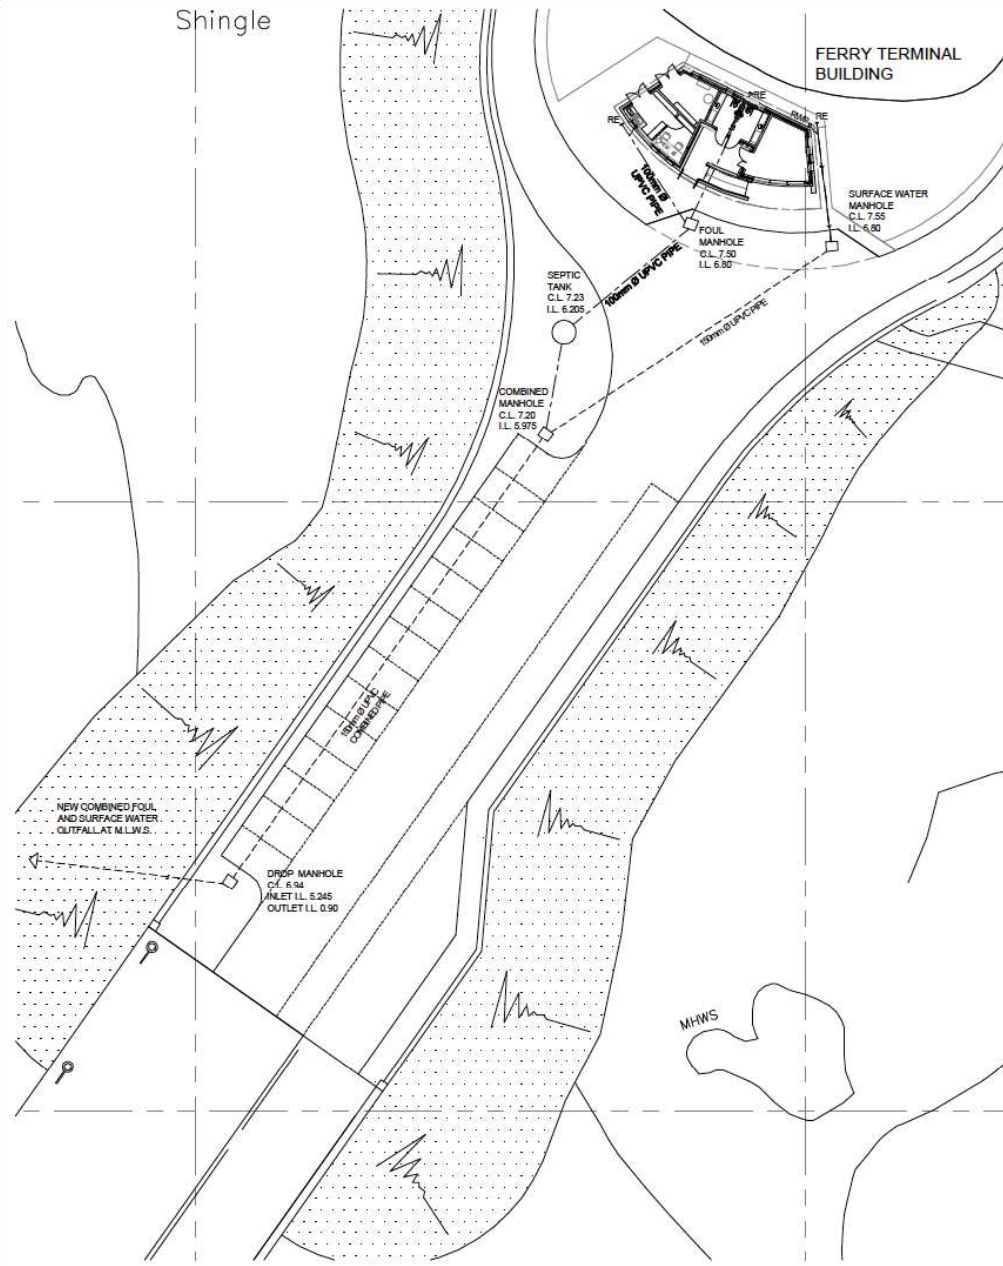 Shingle
FERRY TERMINAL
BUILDING
RE
RE
RWP
RE
100mm Ø
UPVC PIPE
SURFACE WATER
MANHOLE
C.L. 7.55
I.L. 6.80
FOUL
MANHOLE
C.L. 7.50
I.L. 6.80
100mm Ø UPVC PIPE
SEPTIC
TANK
C.L. 7.23
I.L. 6.205
150mm Ø UPVC PIPE
COMBINED
MANHOLE
C.L. 7.20
I.L. 5.975
150mm Ø UPVC
COMBINED PIPE
NEW COMBINED FOUL
AND SURFACE WATER
OUTFALL AT M.L.W.S.
DROP MANHOLE
C.L. 6.94
INLET I.L. 5.245
OUTLET I.L. 0.90
MHWS